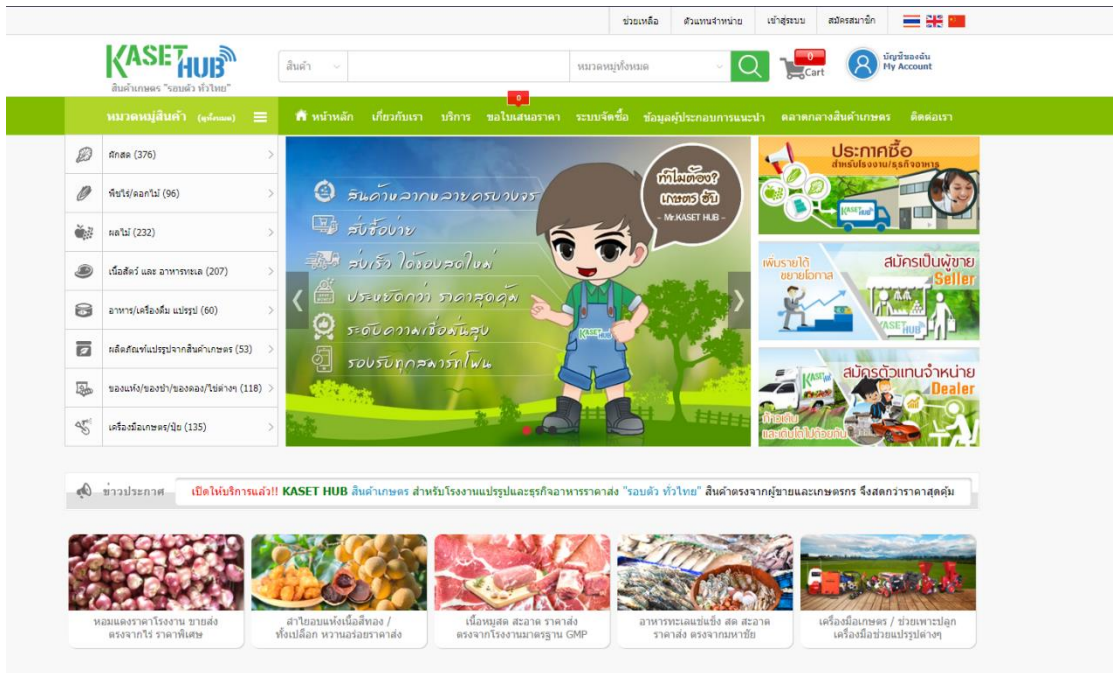 ช่วยเหลือ ตัวแทนจำหน่าย เข้าสู่ระบบ สมัครสมาชิก
KASET HUB
สินค้าเกษตร "รอบตัว ทั่วไทย"
สินค้า
หมวดหมู่ทั้งหมด
0
Cart
บัญชีของฉัน
My Account
หมวดหมู่สินค้า (ดูทั้งหมด)
0
หน้าหลัก เกี่ยวกับเรา บริการ ขอใบเสนอราคา ระบบจัดซื้อ ข้อมูลผู้ประกอบการแนะนำ ตลาดกลางสินค้าเกษตร ติดต่อเรา
ผักสด (376)
พืชไร่/ดอกไม้ (96)
ผลไม้ (232)
เนื้อสัตว์ และ อาหารทะเล (207)
อาหาร/เครื่องดื่ม แปรรูป (60)
ผลิตภัณฑ์แปรรูปจากสินค้าเกษตร (53)
ของแห้ง/ของชำ/ของดอง/ไข่ต่างๆ (118)
เครื่องมือเกษตร/ปุ๋ย (135)
สินค้าหลากหลายครบวงจร
สั่งซื้อง่าย
ส่งเร็ว ได้ของสดใหม่
ประหยัดกว่า ราคาสุดคุ้ม
ระดับความเชื่อมั่นสูง
รองรับทุกสมาร์ทโฟน
ทำไมต้อง?
เกษตร ฮับ
- Mr.KASET HUB -
KASET HUB
ประกาศซื้อ
สำหรับโรงงาน/ธุรกิจอาหาร
KASET HUB
เพิ่มรายได้
ขยายโอกาส
สมัครเป็นผู้ขาย
Seller
KASET HUB
สมัครตัวแทนจำหน่าย
Dealer
KASET HUB
ก้าวเดิน
และเติบโตไปด้วยกัน
ข่าวประกาศ
เปิดให้บริการแล้ว!! KASET HUB สินค้าเกษตร สำหรับโรงงานแปรรูปและธุรกิจอาหารราคาส่ง "รอบตัว ทั่วไทย" สินค้าตรงจากผู้ขายและเกษตรกร จึงสดกว่าราคาสุดคุ้ม
หอมแดงราคาโรงงาน ขายส่ง
ตรงจากไร่ ราคาพิเศษ
ลำไยอบแห้งเนื้อสีทอง /
ทั้งเปลือก หวานอร่อยราคาส่ง
เนื้อหมูสด สะอาด ราคาส่ง
ตรงจากโรงงานมาตรฐาน GMP
อาหารทะเลแช่แข็ง สด สะอาด
ราคาส่ง ตรงจากมหาชัย
เครื่องมือเกษตร / ช่วยเพาะปลูก
เครื่องมือช่วยแปรรูปต่างๆ